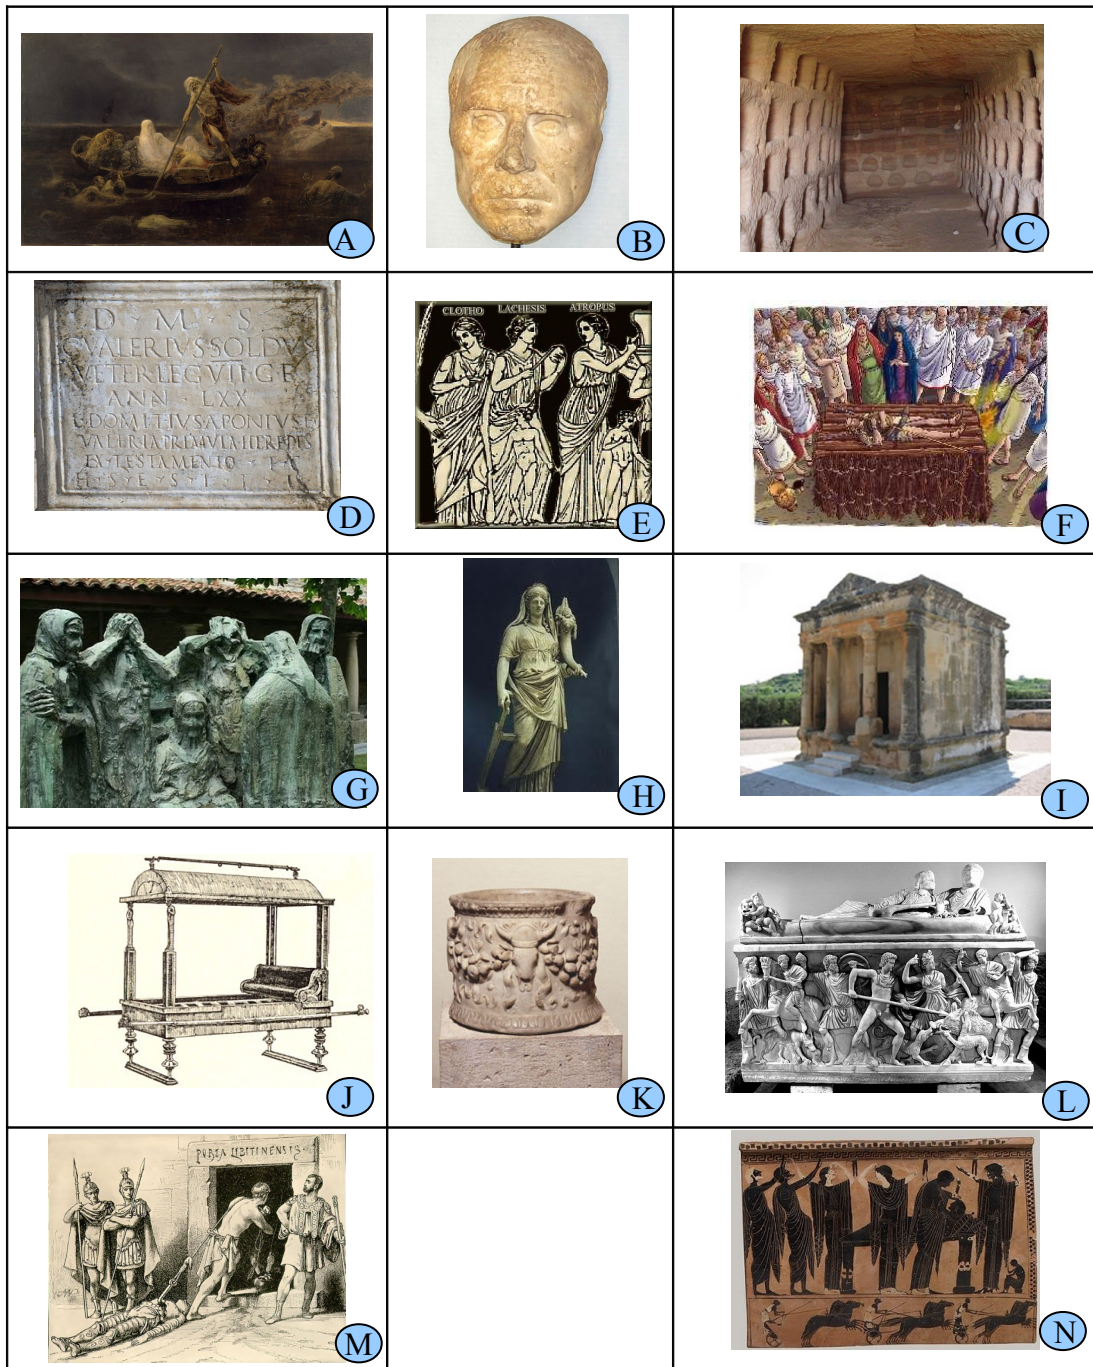 A
B
C
D · M · S
Q VALERIVS SOLDVS
VETER LEG VII G F
ANN · LXX
L DOMITIVS APONIVS E
VALERIA PRIMVLA HEREDES
EX · TESTAMENTO · F C
H · S · E · S · T · T · L
D
CLOTHO LACHESIS ATROPUS
E
F
G
H
I
J
K
L
PORTA LIBITINENSIS
M
N